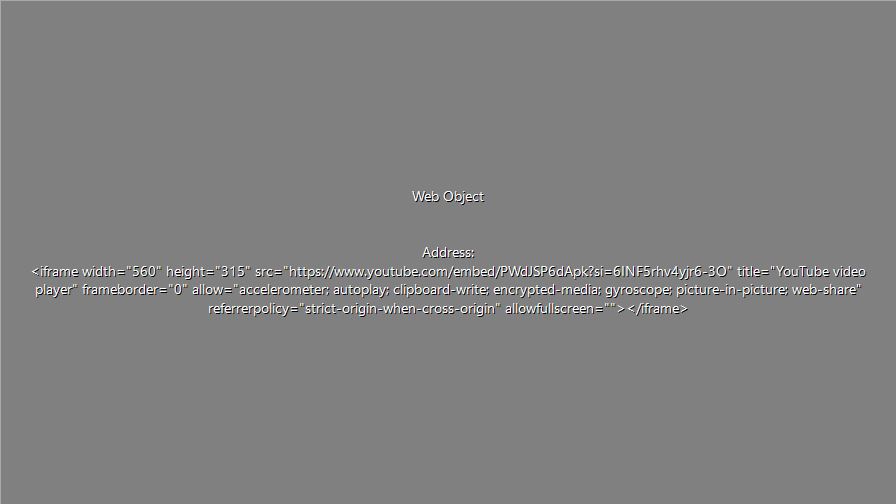 Web Object
Address:
<iframe width="560" height="315" src="https://www.youtube.com/embed/PWdJSP6dApk?si=6INF5rhv4yjr6-3O" title="YouTube video
player" frameborder="0" allow="accelerometer; autoplay; clipboard-write; encrypted-media; gyroscope; picture-in-picture; web-share"
referrerpolicy="strict-origin-when-cross-origin" allowfullscreen=""></iframe>